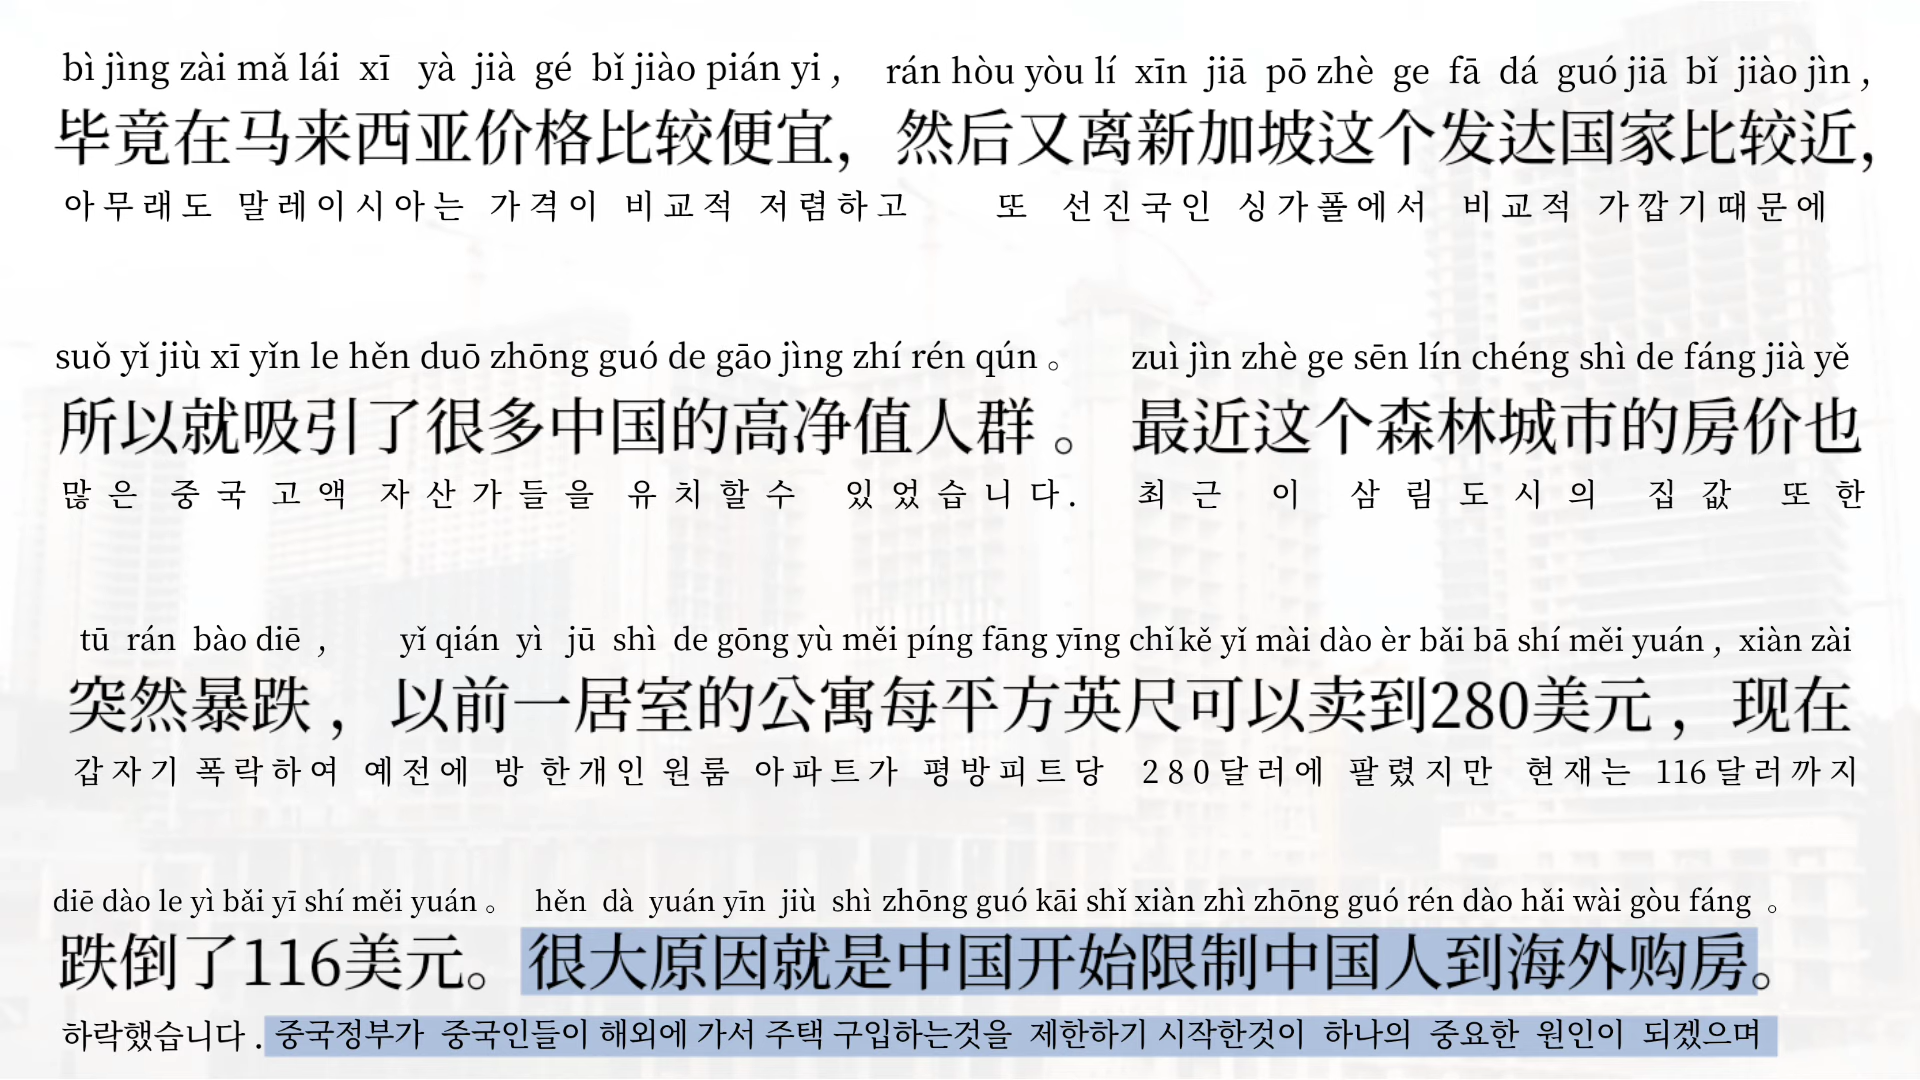 bì jìng zài mǎ lái xī yà jià gé bǐ jiào pián yi , rán hòu yòu lí xīn jiā pō zhè ge fā dá guó jiā bǐ jiào jìn ,
毕竟在马来西亚价格比较便宜，然后又离新加坡这个发达国家比较近，
아무래도 말레이시아는 가격이 비교적 저렴하고 또 선진국인 싱가폴에서 비교적 가깝기때문에
suǒ yǐ jiù xī yǐn le hěn duō zhōng guó de gāo jìng zhí rén qún 。 zuì jìn zhè ge sēn lín chéng shì de fáng jià yě
所以就吸引了很多中国的高净值人群 。 最近这个森林城市的房价也
많은 중국 고액 자산가들을 유치할수 있었습니다. 최근 이 삼림도시의 집값 또한
tū rán bào diē , yǐ qián yì jū shì de gōng yù měi píng fāng yīng chǐ kě yǐ mài dào èr bǎi bā shí měi yuán , xiàn zài
突然暴跌 ，以前一居室的公寓每平方英尺可以卖到280美元 ，现在
갑자기 폭락하여 예전에 방 한개인 원룸 아파트가 평방피트당 280달러에 팔렸지만 현재는 116달러까지
diē dào le yì bǎi yī shí měi yuán 。 hěn dà yuán yīn jiù shì zhōng guó kāi shǐ xiàn zhì zhōng guó rén dào hǎi wài gòu fáng 。
跌倒了116美元。很大原因就是中国开始限制中国人到海外购房。
하락했습니다 . 중국정부가 중국인들이 해외에 가서 주택 구입하는것을 제한하기 시작한것이 하나의 중요한 원인이 되겠으며